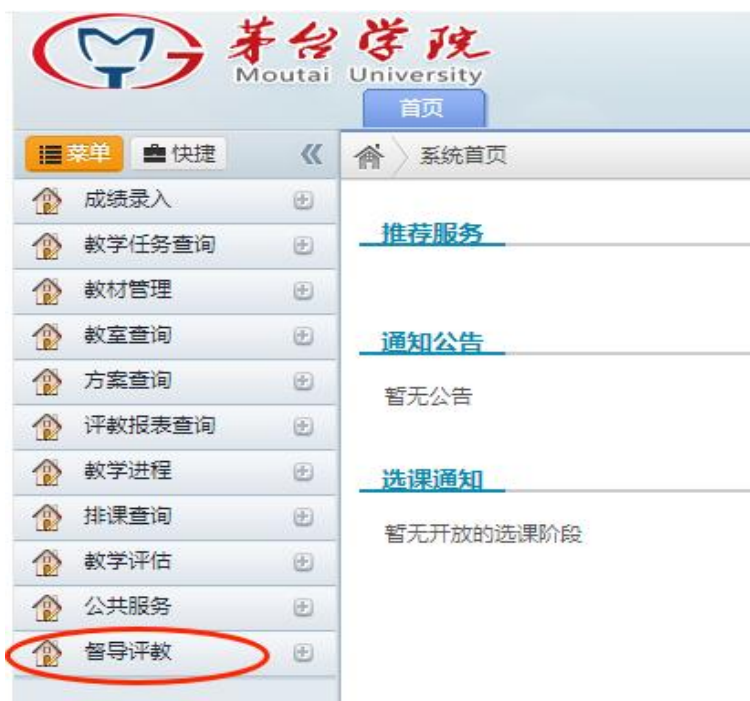 茅台学院
Moutai University
首页
菜单 快捷
系统首页
成绩录入
教学任务查询
教材管理
教室查询
方案查询
评教报表查询
教学进程
排课查询
教学评估
公共服务
督导评教
推荐服务
通知公告
暂无公告
选课通知
暂无开放的选课阶段